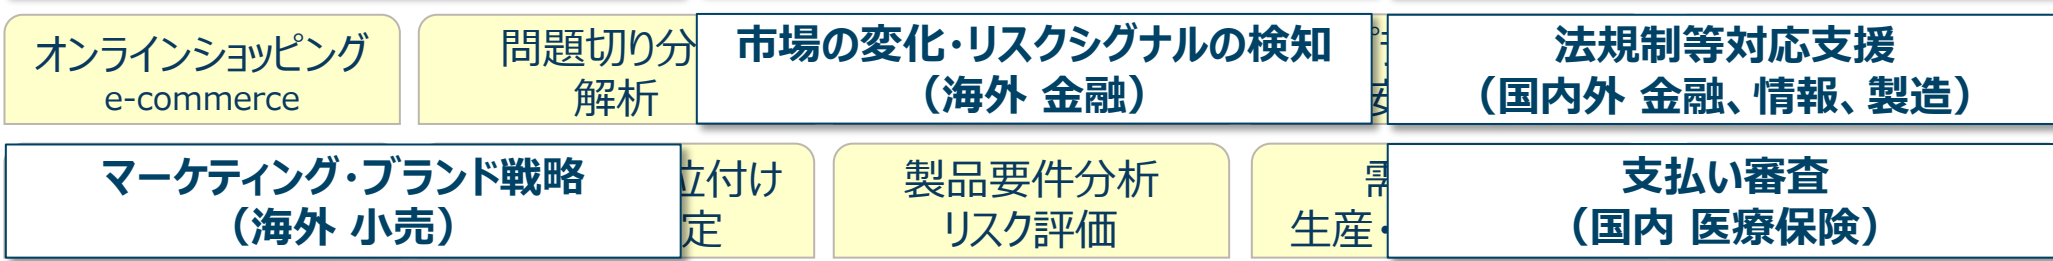 オンラインショッピング
e-commerce
問題切り分
解析
市場の変化・リスクシグナルの検知
（海外 金融）
法規制等対応支援
（国内外 金融、情報、製造）
マーケティング・ブランド戦略
（海外 小売）
付け
定
製品要件分析
リスク評価
生産・
支払い審査
（国内 医療保険）